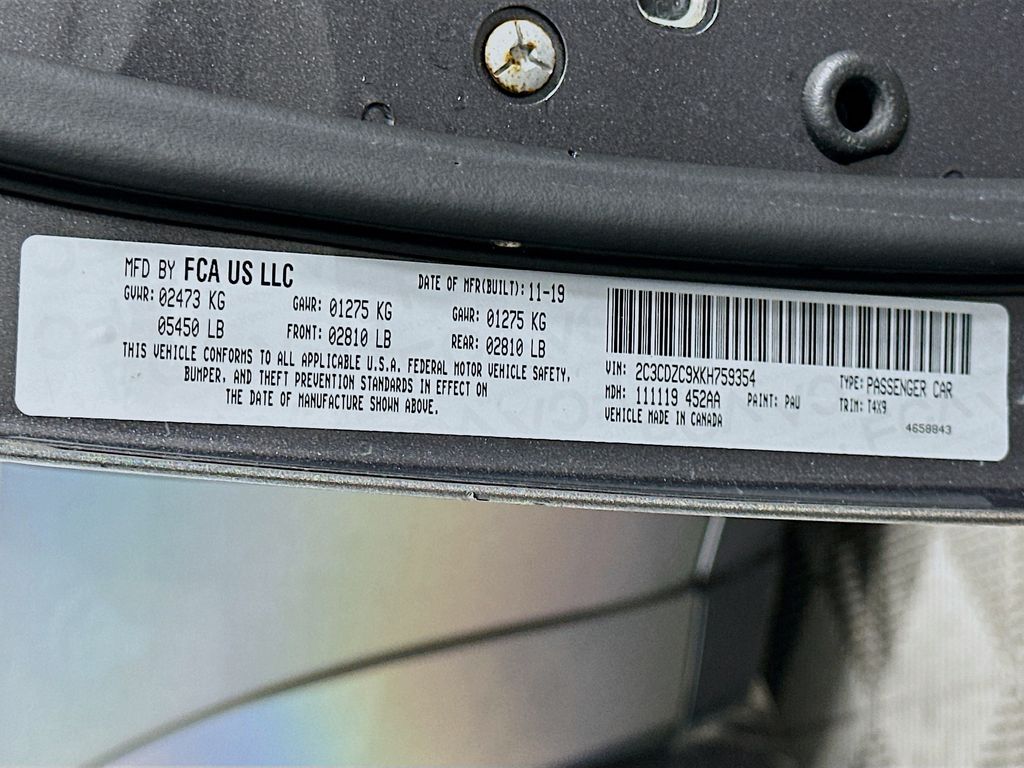 MFD BY FCA US LLC
DATE OF MFR(BUILT): 11-19
GVWR: 02473 KG
GAWR: 01275 KG
GAWR: 01275 KG
05450 LB
FRONT: 02810 LB
REAR: 02810 LB
THIS VEHICLE CONFORMS TO ALL APPLICABLE U.S.A. FEDERAL MOTOR VEHICLE SAFETY,
BUMPER, AND THEFT PREVENTION STANDARDS IN EFFECT ON
THE DATE OF MANUFACTURE SHOWN ABOVE.
VIN: 2C3CDZC9XKH759354
TYPE: PASSENGER CAR
MDH: 111119 452AA
PAINT: PAU
TRIM: T4X9
VEHICLE MADE IN CANADA
4658843